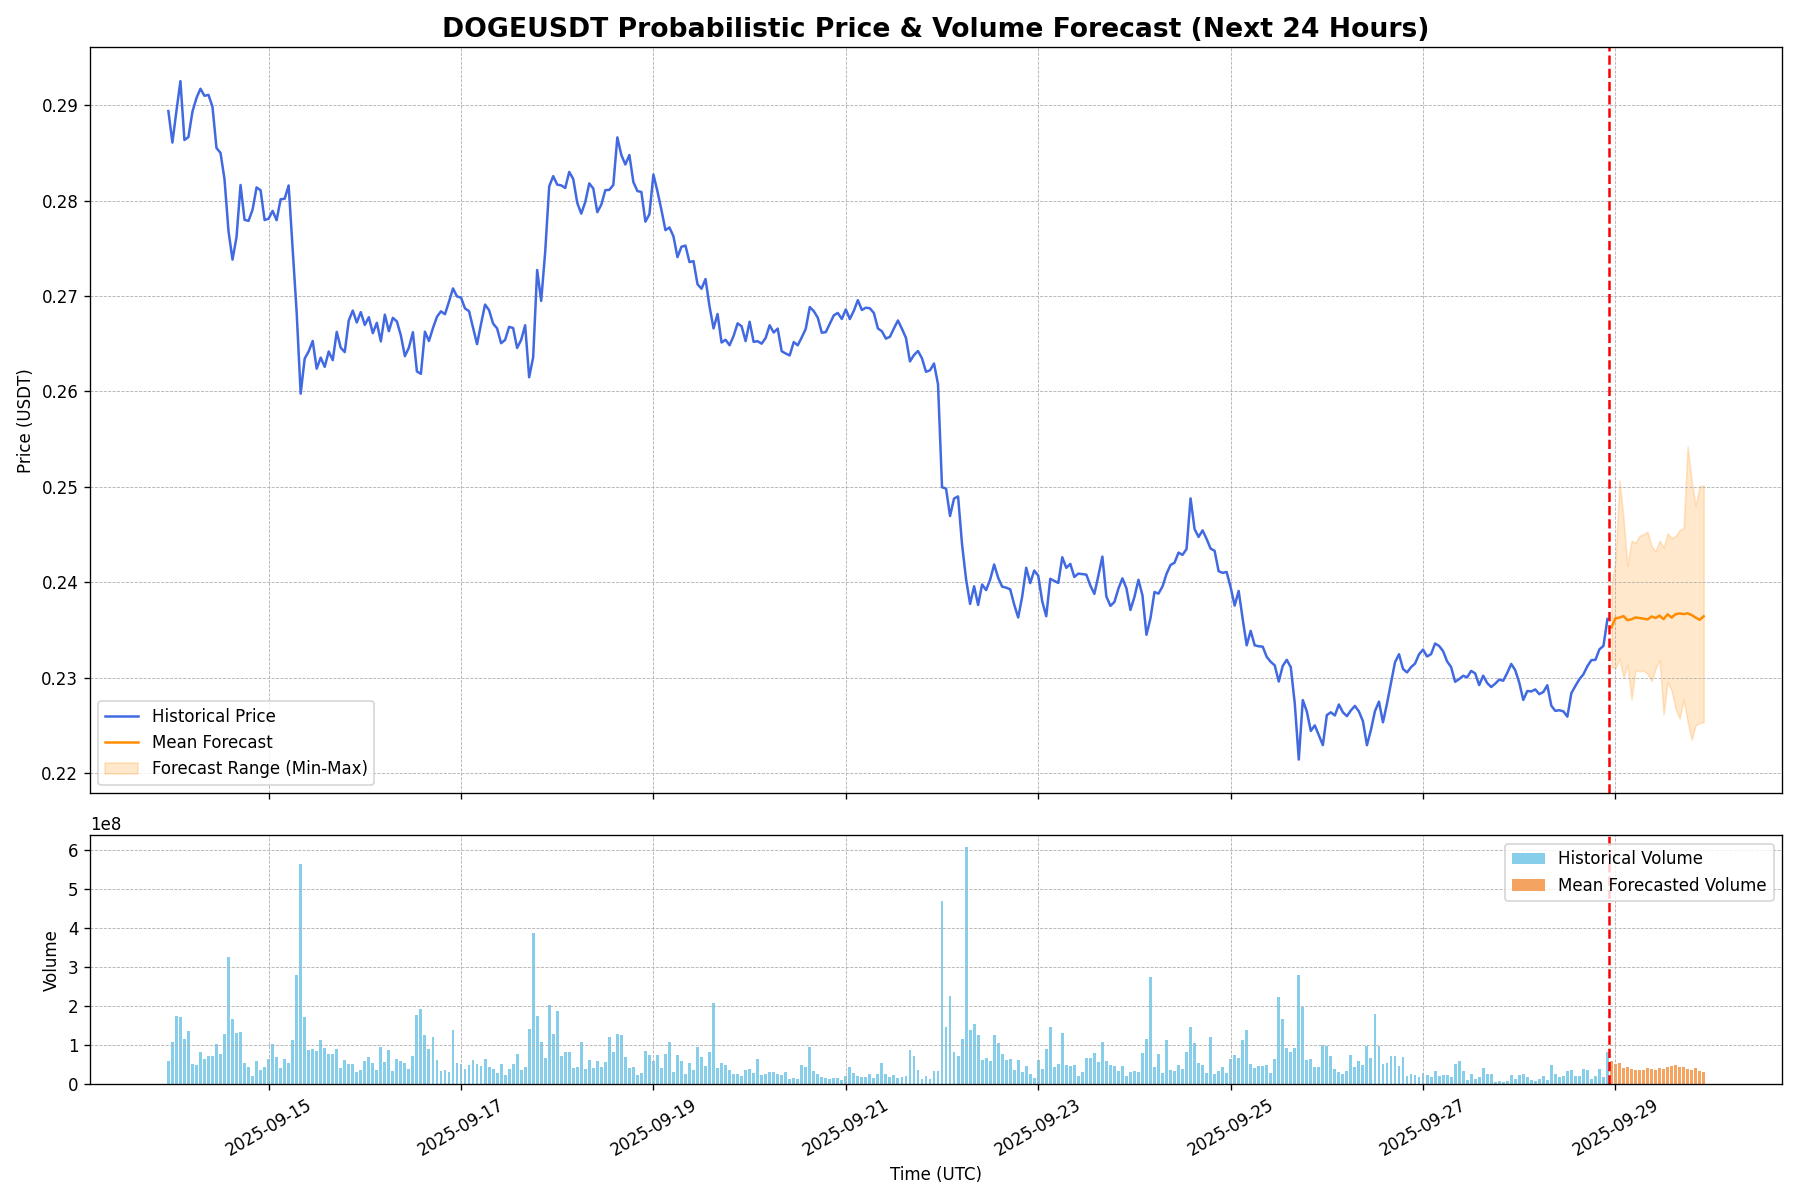 DOGEUSDT Probabilistic Price & Volume Forecast (Next 24 Hours)
Price (USDT)
0.29
0.28
0.27
0.26
0.25
0.24
0.23
0.22
Historical Price
Mean Forecast
Forecast Range (Min-Max)
1e8
Volume
6
5
4
3
2
1
0
Historical Volume
Mean Forecasted Volume
2025-09-15
2025-09-17
2025-09-19
2025-09-21
2025-09-23
2025-09-25
2025-09-27
2025-09-29
Time (UTC)